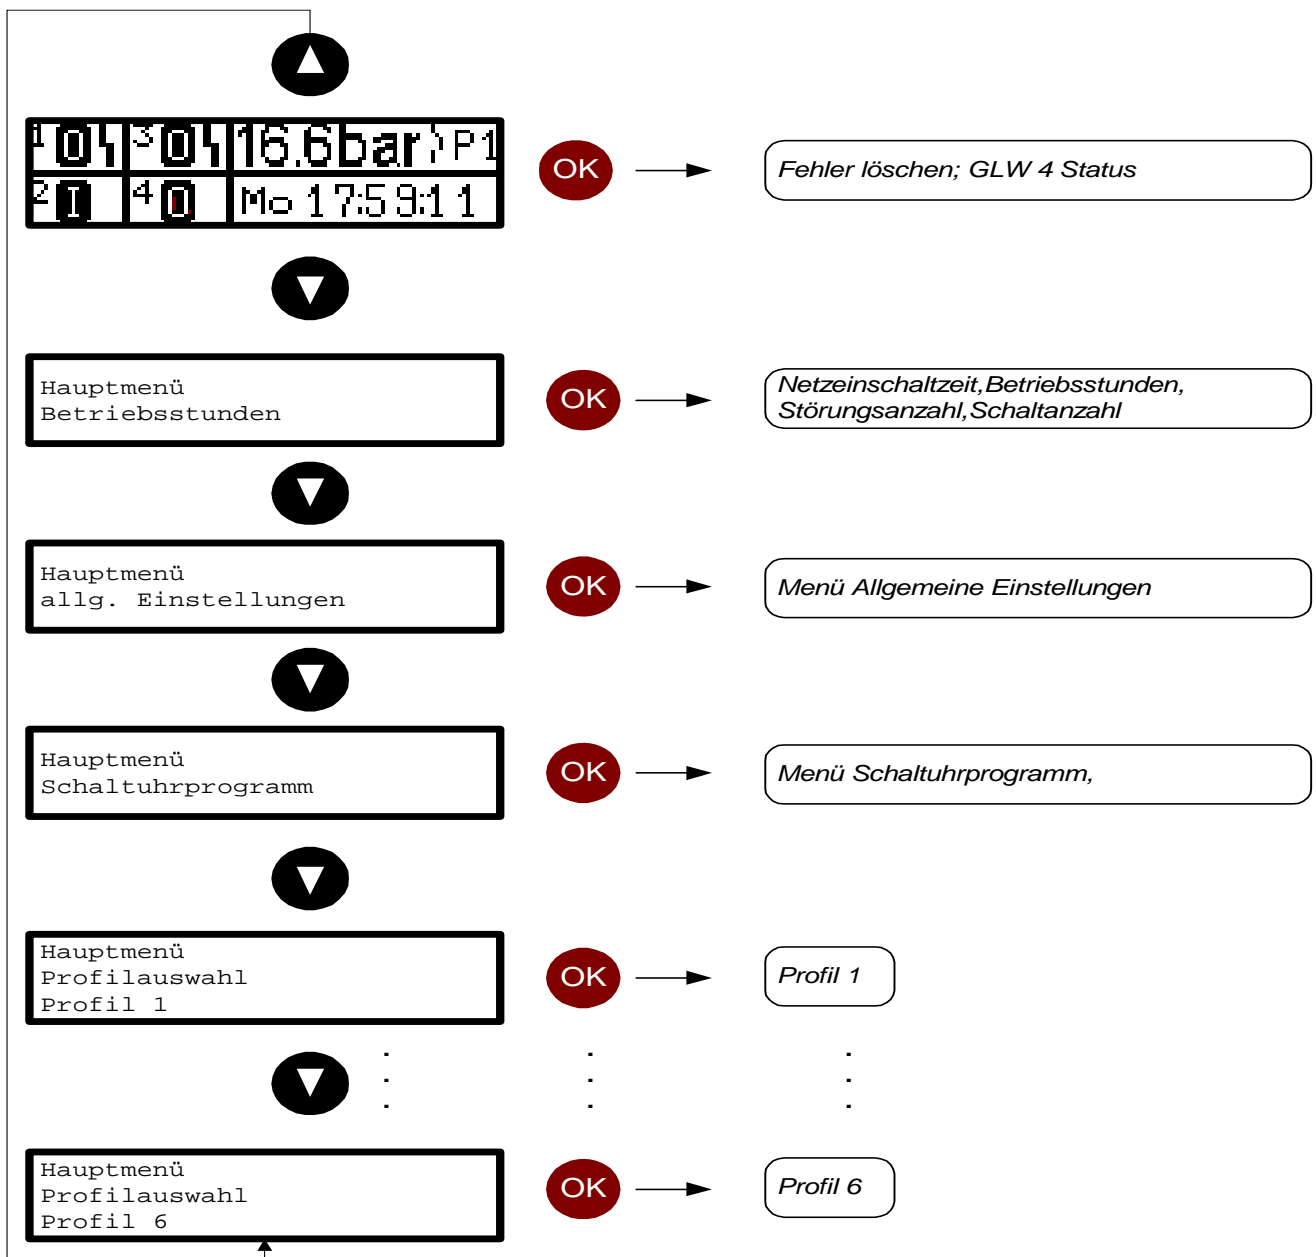 1 0 3 0 16.6bar P1
2 I 4 0 Mo 17:59:11
OK
Fehler löschen; GLW 4 Status
Hauptmenü
Betriebsstunden
OK
Netzeinschaltzeit,Betriebsstunden,
Störungsanzahl,Schaltanzahl
Hauptmenü
allg. Einstellungen
OK
Menü Allgemeine Einstellungen
Hauptmenü
Schaltuhrprogramm
OK
Menü Schaltuhrprogramm,
Hauptmenü
Profilauswahl
Profil 1
OK
Profil 1
Hauptmenü
Profilauswahl
Profil 6
OK
Profil 6